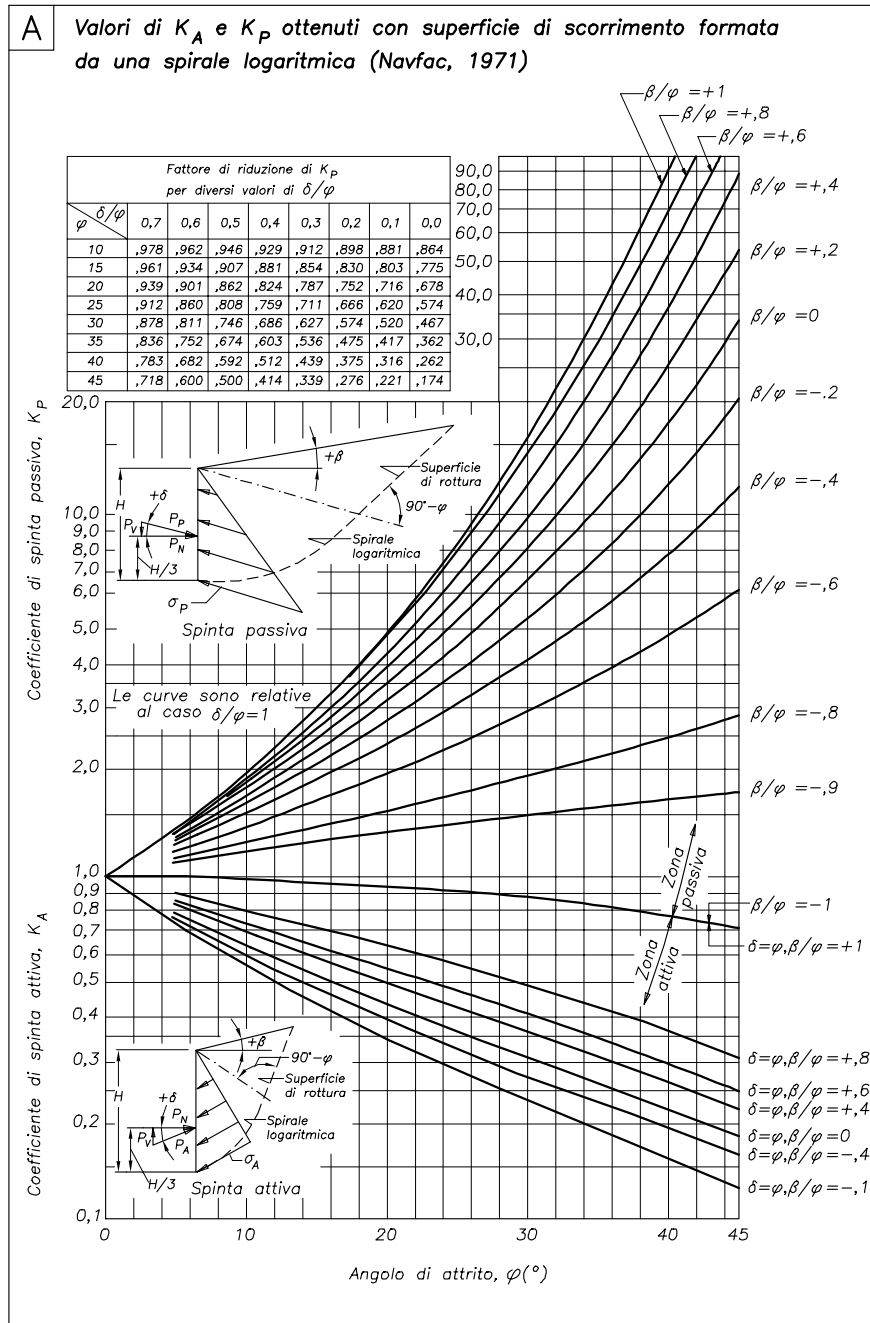 A
Valori di K_A e K_P ottenuti con superficie di scorrimento formata
da una spirale logaritmica (Navfac, 1971)
β/φ =+1
β/φ =+,8
β/φ =+,6
β/φ =+,4
β/φ =+,2
β/φ =0
β/φ =-.2
β/φ =-,4
β/φ =-,6
β/φ =-,8
β/φ =-,9
β/φ =-1
δ=φ,β/φ =+1
δ=φ,β/φ =+,8
δ=φ,β/φ =+,6
δ=φ,β/φ =+,4
δ=φ,β/φ =0
δ=φ,β/φ =-,4
δ=φ,β/φ =-,1
Fattore di riduzione di K_P
per diversi valori di δ/φ
φ δ/φ 0,7 0,6 0,5 0,4 0,3 0,2 0,1 0,0
10 ,978 ,962 ,946 ,929 ,912 ,898 ,881 ,864
15 ,961 ,934 ,907 ,881 ,854 ,830 ,803 ,775
20 ,939 ,901 ,862 ,824 ,787 ,752 ,716 ,678
25 ,912 ,860 ,808 ,759 ,711 ,666 ,620 ,574
30 ,878 ,811 ,746 ,686 ,627 ,574 ,520 ,467
35 ,836 ,752 ,674 ,603 ,536 ,475 ,417 ,362
40 ,783 ,682 ,592 ,512 ,439 ,375 ,316 ,262
45 ,718 ,600 ,500 ,414 ,339 ,276 ,221 ,174
90,0
80,0
70,0
60,0
50,0
40,0
30,0
20,0
10,0
9,0
8,0
7,0
6,0
5,0
4,0
3,0
2,0
1,0
0,9
0,8
0,7
0,6
0,5
0,4
0,3
0,2
0,1
Coefficiente di spinta passiva, K_P
Coefficiente di spinta attiva, K_A
+β
Superficie
di rottura
90°-φ
Spirale
logaritmica
H
+δ
P_V
P_P
P_N
H/3
σ_P
Spinta passiva
Le curve sono relative
al caso δ/φ=1
Zona
passiva
Zona
attiva
+β
90°-φ
Superficie
di rottura
Spirale
logaritmica
H
+δ
P_N
P_V
P_A
σ_A
H/3
Spinta attiva
0 10 20 30 40 45
Angolo di attrito, φ(°)